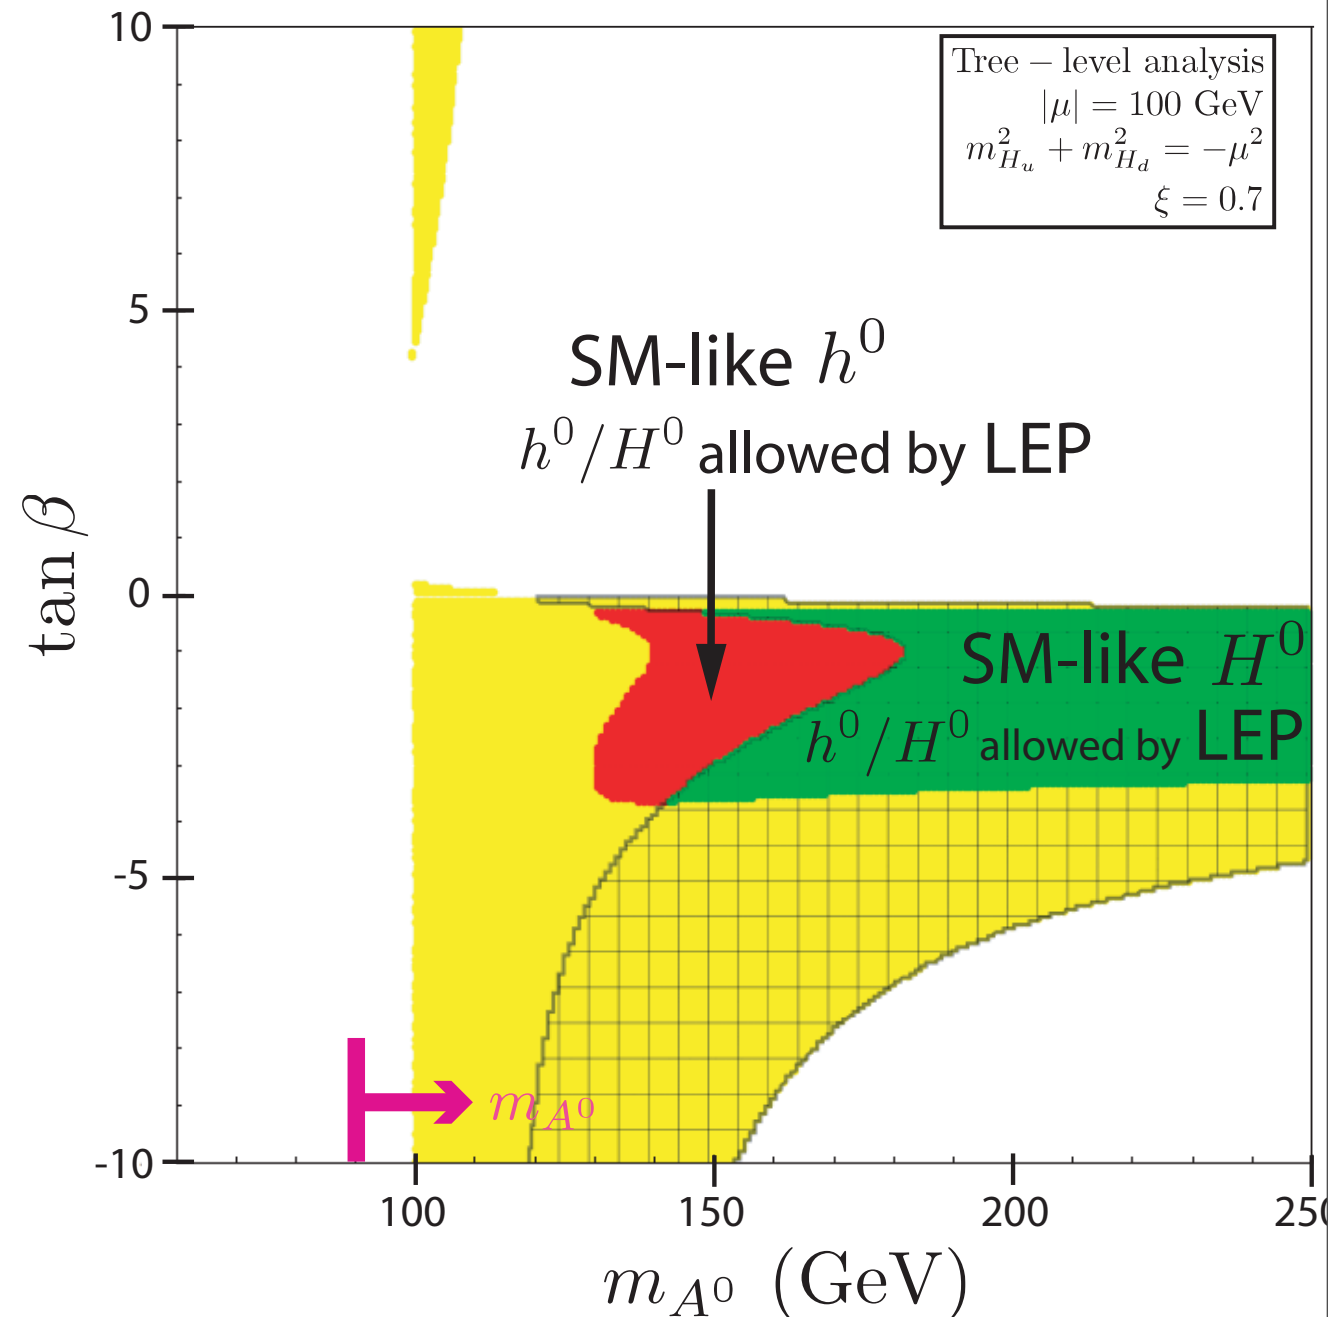 10
5
0
-5
-10
tan β
Tree – level analysis
|μ| = 100 GeV
m²_{H_u} + m²_{H_d} = −μ²
ξ = 0.7
SM-like h⁰
h⁰/H⁰ allowed by LEP
SM-like H⁰
h⁰/H⁰ allowed by LEP
m_{A⁰}
100 150 200 250
m_{A⁰} (GeV)